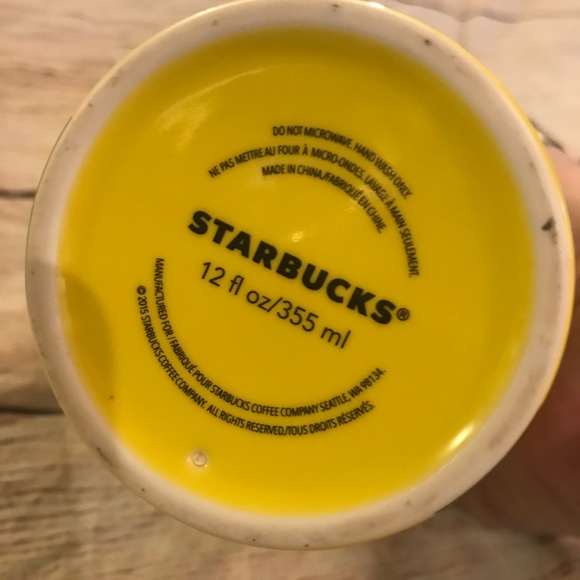 DO NOT MICROWAVE. HAND WASH ONLY.
NE PAS METTRE AU FOUR À MICRO-ONDES. LAVAGE À MAIN SEULEMENT.
MADE IN CHINA/FABRIQUÉ EN CHINE.
STARBUCKS®
12 fl oz/355 ml
MANUFACTURED FOR / FABRIQUÉ POUR STARBUCKS COFFEE COMPANY SEATTLE, WA 98134.
© 2015 STARBUCKS COFFEE COMPANY. ALL RIGHTS RESERVED./TOUS DROITS RÉSERVÉS.